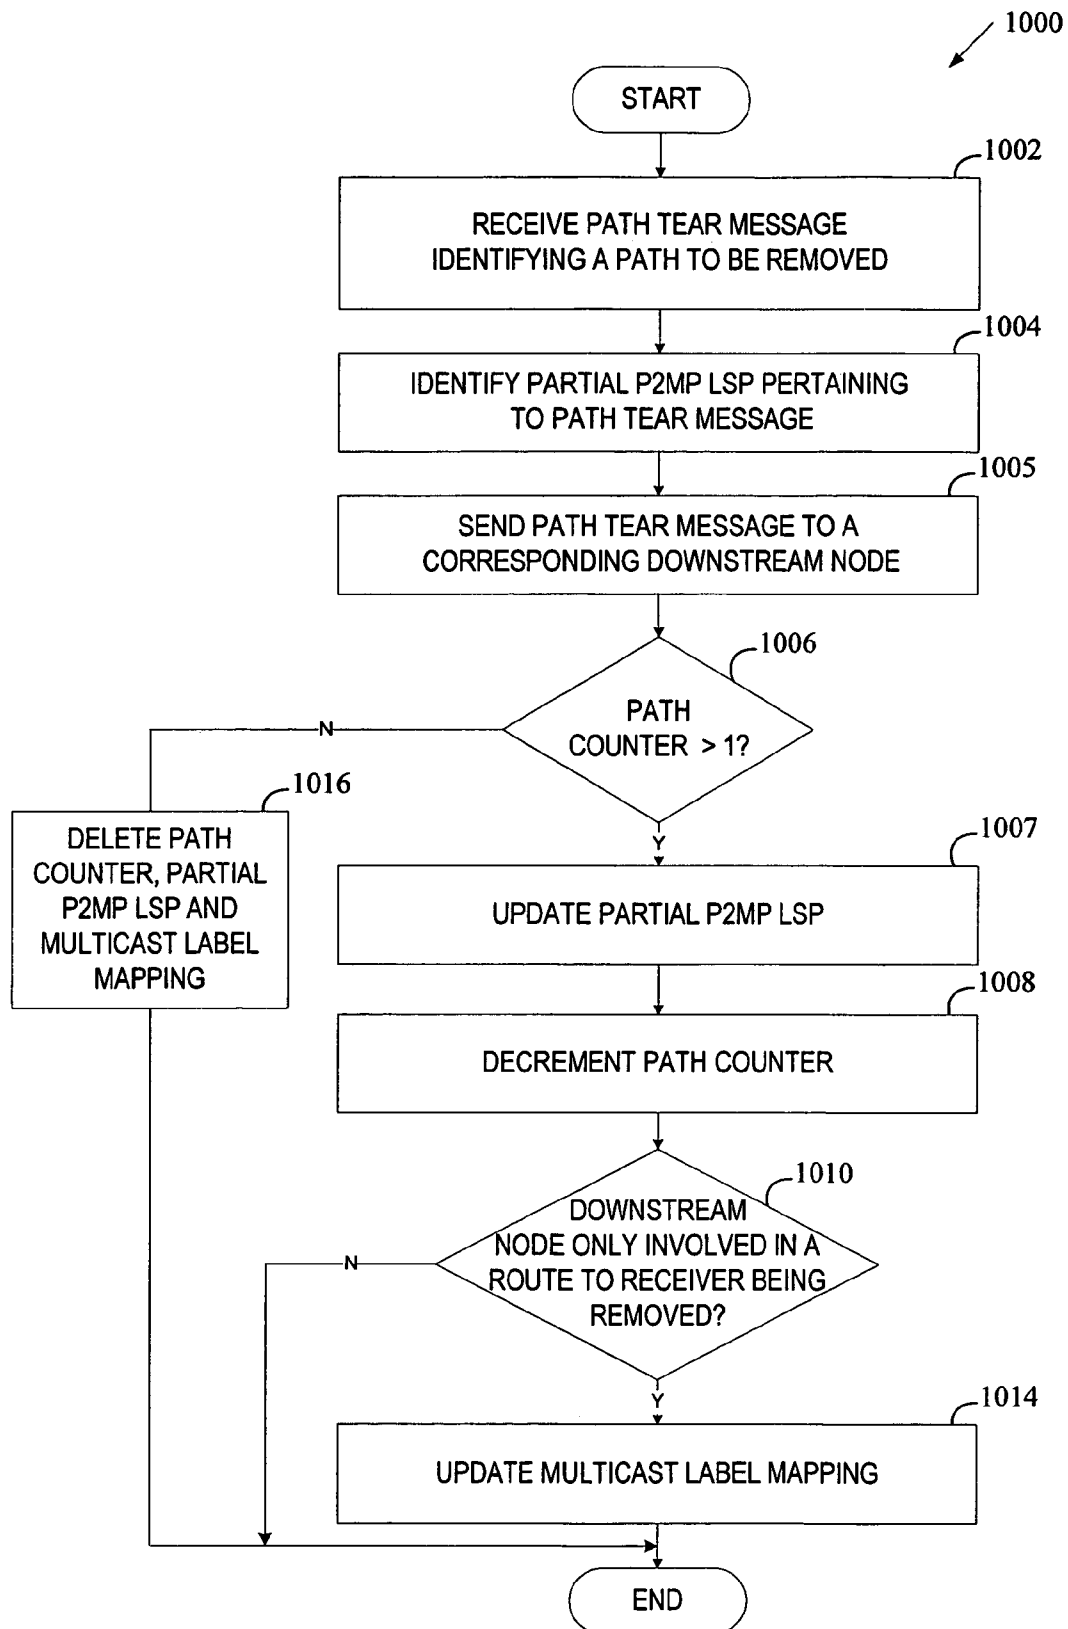 1000
START
1002
RECEIVE PATH TEAR MESSAGE
IDENTIFYING A PATH TO BE REMOVED
1004
IDENTIFY PARTIAL P2MP LSP PERTAINING
TO PATH TEAR MESSAGE
1005
SEND PATH TEAR MESSAGE TO A
CORRESPONDING DOWNSTREAM NODE
1006
PATH
COUNTER > 1?
N
Y
1016
DELETE PATH
COUNTER, PARTIAL
P2MP LSP AND
MULTICAST LABEL
MAPPING
1007
UPDATE PARTIAL P2MP LSP
1008
DECREMENT PATH COUNTER
1010
DOWNSTREAM
NODE ONLY INVOLVED IN A
ROUTE TO RECEIVER BEING
REMOVED?
N
Y
1014
UPDATE MULTICAST LABEL MAPPING
END